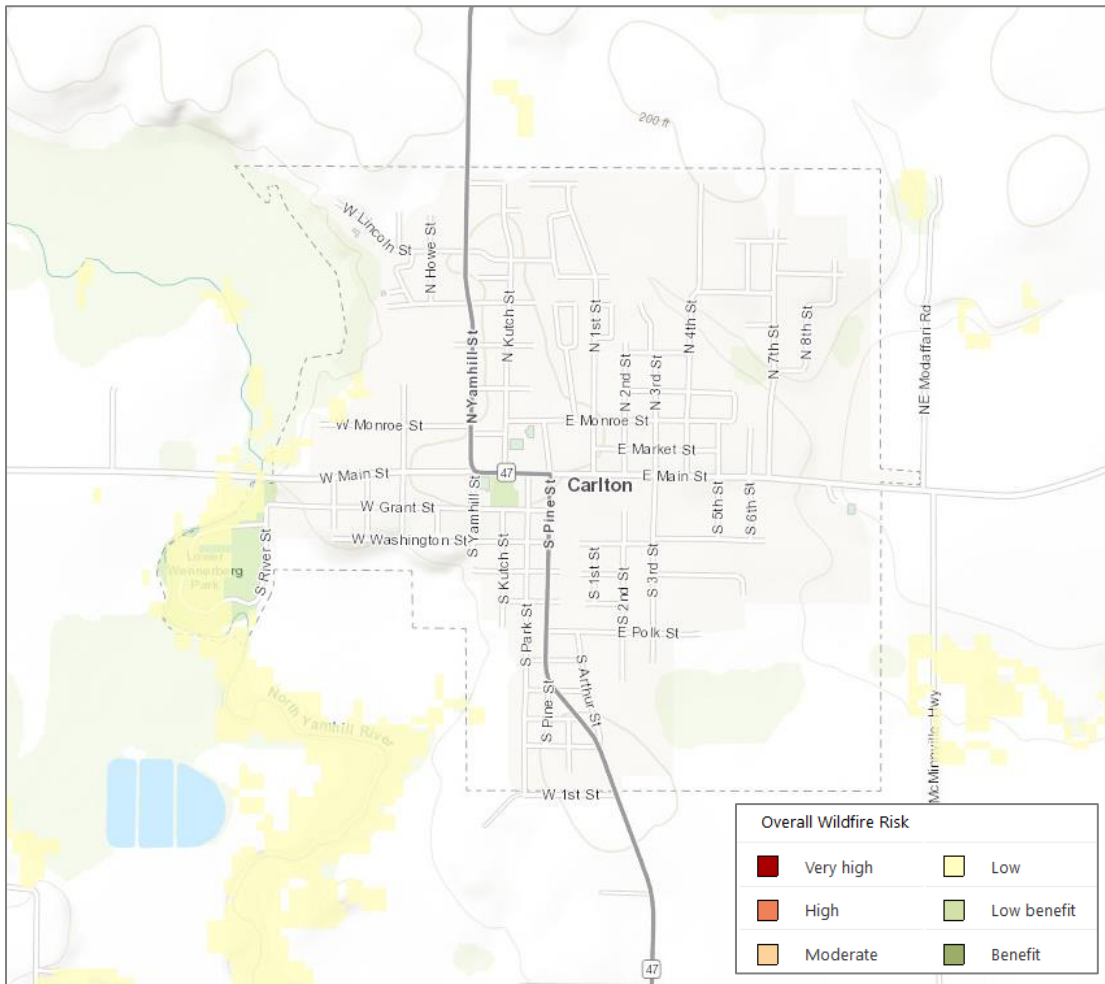 200 ft
W Lincoln St
N Howe St
N Yamhill St
N Kutch St
N 1st St
N 2nd St
N 3rd St
N 4th St
N 7th St
N 8th St
NE Modaffari Rd
W Monroe St
E Monroe St
E Market St
W Main St
47
E Main St
Carlton
W Grant St
W Washington St
S Yamhill St
S Kutch St
S Pine St
S 5th St
S 6th St
S River St
Lower
Wennerberg
Park
S 1st St
S 2nd St
S 3rd St
S Park St
E Polk St
S Arthur St
S Pine St
North Yamhill River
McMinnville Hwy
W 1st St
47
Overall Wildfire Risk
Very high
Low
High
Low benefit
Moderate
Benefit